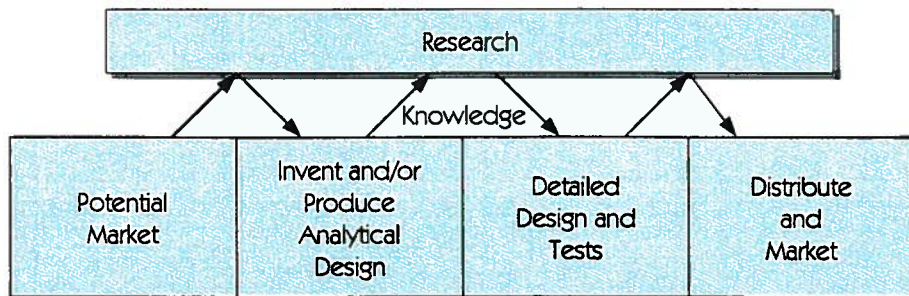 Research
Knowledge
Potential
Market
Invent and/or
Produce
Analytical
Design
Detailed
Design and
Tests
Distribute
and
Market